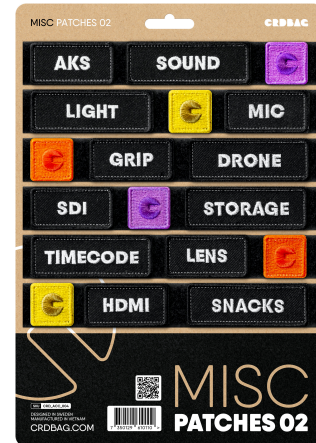 MISC PATCHES 02 CRDBAG
AKS SOUND
LIGHT MIC
GRIP DRONE
SDI STORAGE
TIMECODE LENS
HDMI SNACKS
MISC
PATCHES 02
CRD_ACC_054
DESIGNED IN SWEDEN
MANUFACTURED IN VIETNAM
CRDBAG.COM